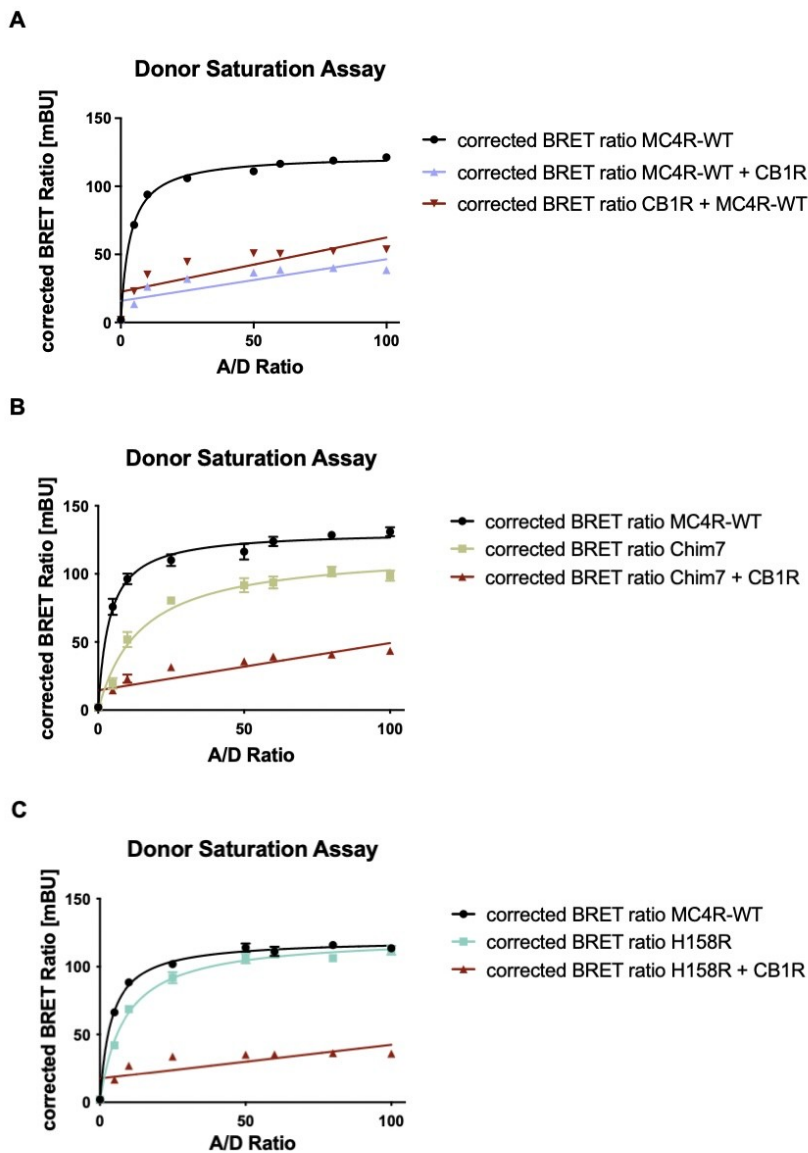 A
Donor Saturation Assay
corrected BRET Ratio [mBU]
150
100
50
0
0 50 100
A/D Ratio
corrected BRET ratio MC4R-WT
corrected BRET ratio MC4R-WT + CB1R
corrected BRET ratio CB1R + MC4R-WT
B
Donor Saturation Assay
corrected BRET Ratio [mBU]
150
100
50
0
0 50 100
A/D Ratio
corrected BRET ratio MC4R-WT
corrected BRET ratio Chim7
corrected BRET ratio Chim7 + CB1R
C
Donor Saturation Assay
corrected BRET Ratio [mBU]
150
100
50
0
0 50 100
A/D Ratio
corrected BRET ratio MC4R-WT
corrected BRET ratio H158R
corrected BRET ratio H158R + CB1R